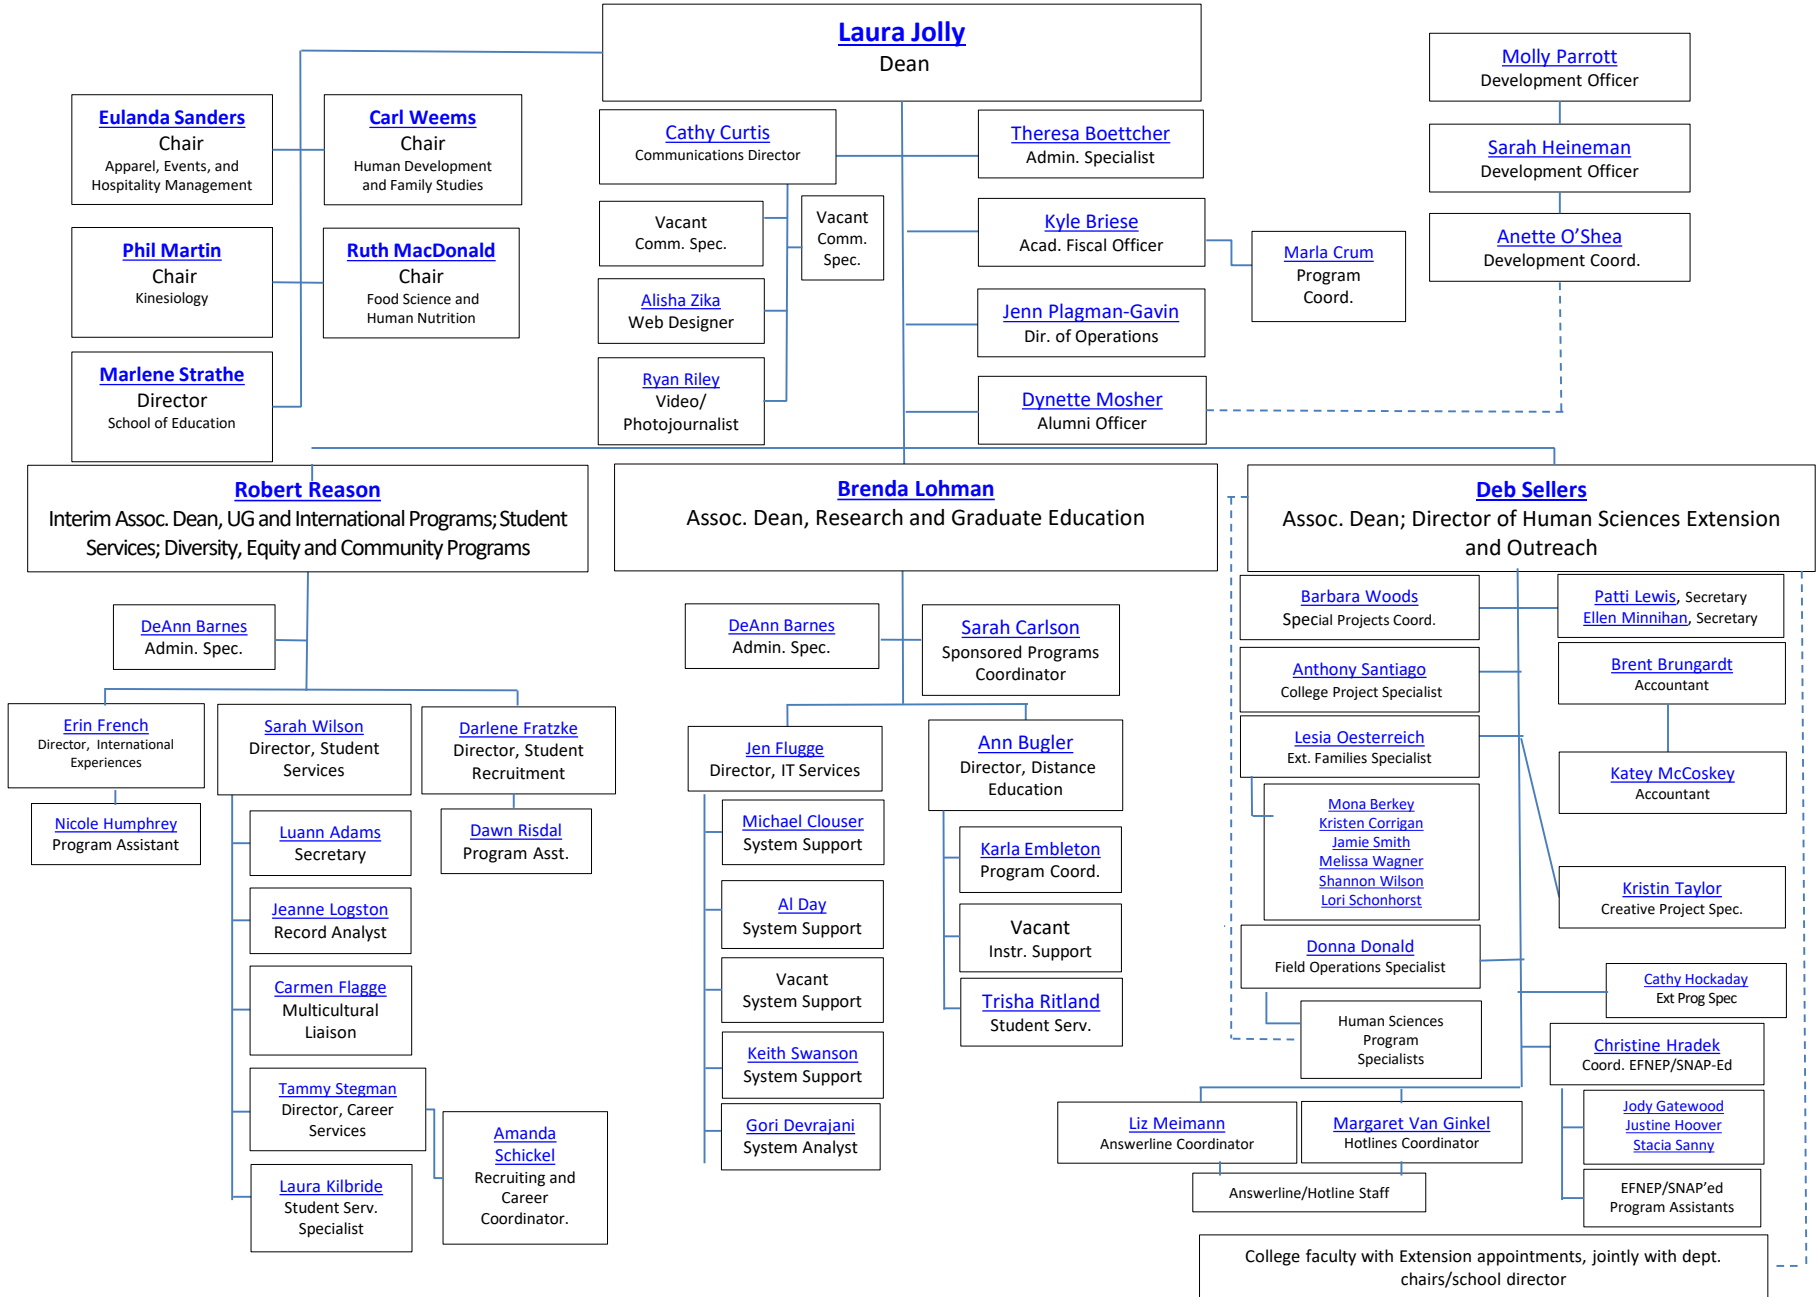 Laura Jolly
Dean
Molly Parrott
Development Officer
Eulanda Sanders
Chair
Apparel, Events, and
Hospitality Management
Carl Weems
Chair
Human Development
and Family Studies
Cathy Curtis
Communications Director
Theresa Boettcher
Admin. Specialist
Sarah Heineman
Development Officer
Vacant
Comm. Spec.
Vacant
Comm.
Spec.
Kyle Briese
Acad. Fiscal Officer
Marla Crum
Program
Coord.
Anette O’Shea
Development Coord.
Phil Martin
Chair
Kinesiology
Ruth MacDonald
Chair
Food Science and
Human Nutrition
Alisha Zika
Web Designer
Jenn Plagman-Gavin
Dir. of Operations
Marlene Strathe
Director
School of Education
Ryan Riley
Video/
Photojournalist
Dynette Mosher
Alumni Officer
Robert Reason
Interim Assoc. Dean, UG and International Programs; Student
Services; Diversity, Equity and Community Programs
Brenda Lohman
Assoc. Dean, Research and Graduate Education
Deb Sellers
Assoc. Dean; Director of Human Sciences Extension
and Outreach
DeAnn Barnes
Admin. Spec.
Erin French
Director, International
Experiences
Sarah Wilson
Director, Student
Services
Darlene Fratzke
Director, Student
Recruitment
Nicole Humphrey
Program Assistant
Luann Adams
Secretary
Dawn Risdal
Program Asst.
Jeanne Logston
Record Analyst
Carmen Flagge
Multicultural
Liaison
Tammy Stegman
Director, Career
Services
Amanda
Schickel
Recruiting and
Career
Coordinator.
Laura Kilbride
Student Serv.
Specialist
DeAnn Barnes
Admin. Spec.
Sarah Carlson
Sponsored Programs
Coordinator
Jen Flugge
Director, IT Services
Ann Bugler
Director, Distance
Education
Michael Clouser
System Support
Karla Embleton
Program Coord.
Al Day
System Support
Vacant
Instr. Support
Vacant
System Support
Trisha Ritland
Student Serv.
Keith Swanson
System Support
Gori Devrajani
System Analyst
Barbara Woods
Special Projects Coord.
Patti Lewis, Secretary
Ellen Minnihan, Secretary
Anthony Santiago
College Project Specialist
Brent Brungardt
Accountant
Lesia Oesterreich
Ext. Families Specialist
Katey McCoskey
Accountant
Mona Berkey
Kristen Corrigan
Jamie Smith
Melissa Wagner
Shannon Wilson
Lori Schonhorst
Kristin Taylor
Creative Project Spec.
Donna Donald
Field Operations Specialist
Cathy Hockaday
Ext Prog Spec
Human Sciences
Program
Specialists
Christine Hradek
Coord. EFNEP/SNAP-Ed
Liz Meimann
Answerline Coordinator
Margaret Van Ginkel
Hotlines Coordinator
Jody Gatewood
Justine Hoover
Stacia Sanny
Answerline/Hotline Staff
EFNEP/SNAP’ed
Program Assistants
College faculty with Extension appointments, jointly with dept.
chairs/school director